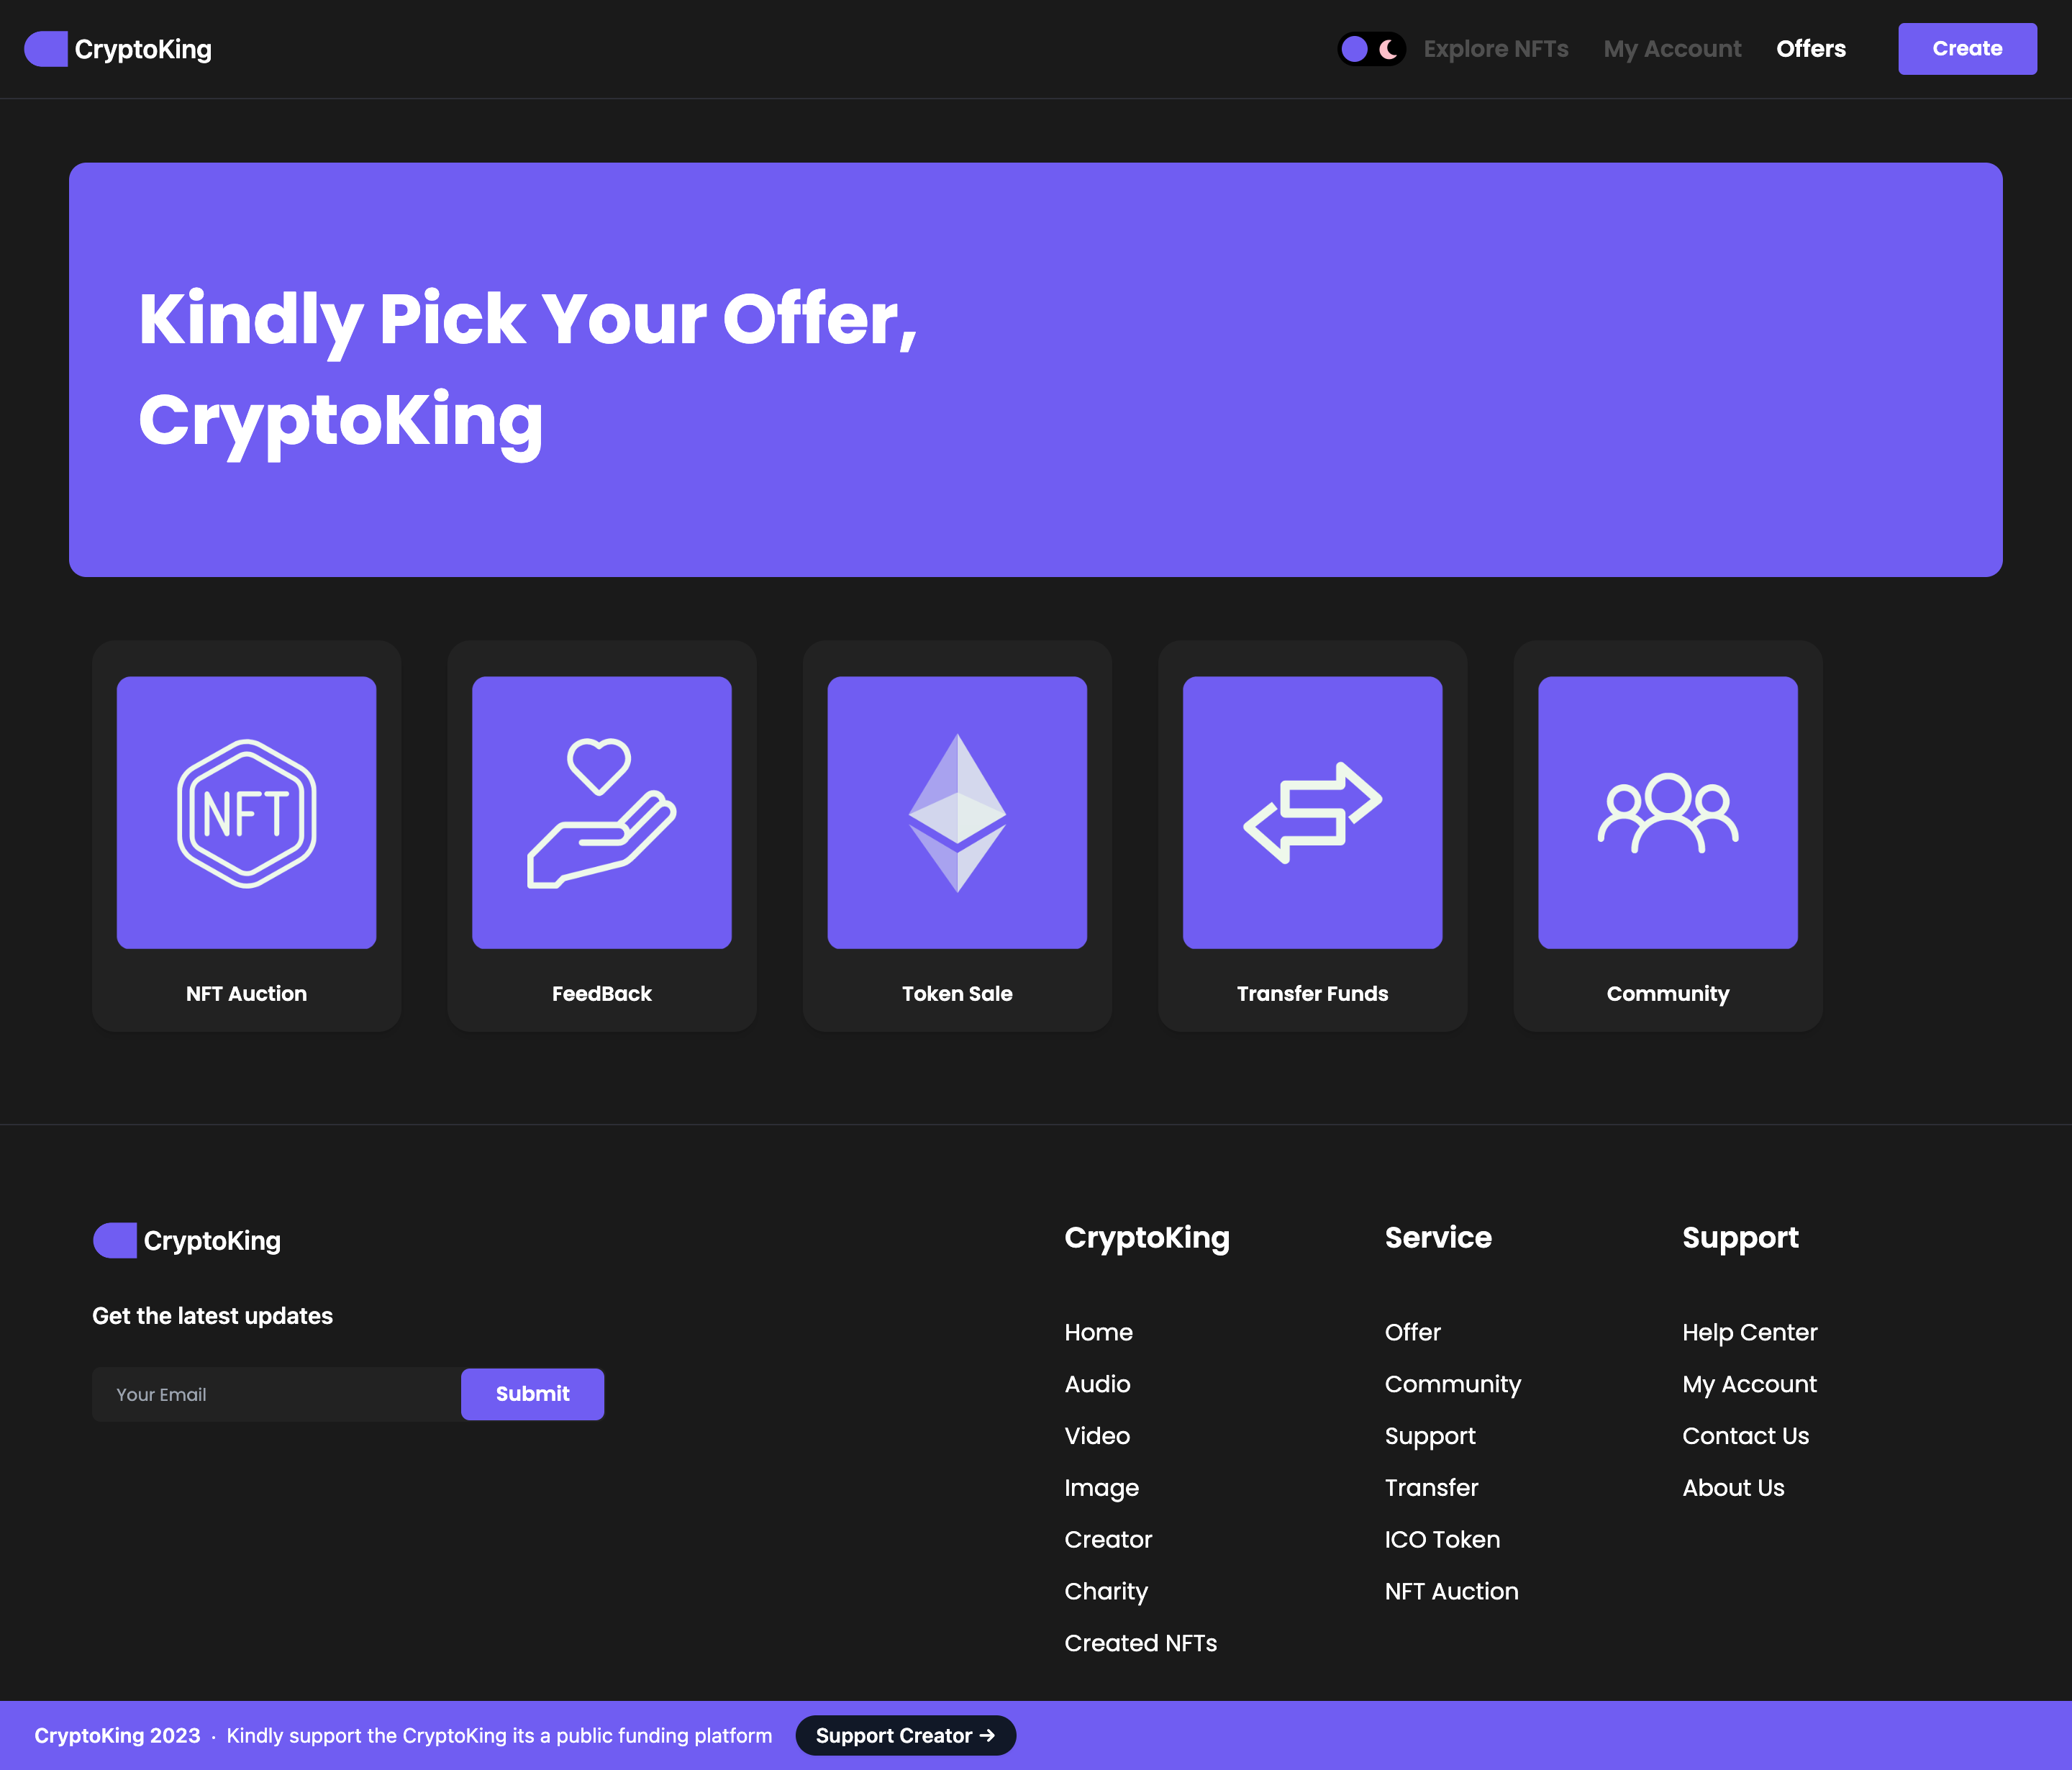 CryptoKing
Explore NFTs
My Account
Offers
Create
Kindly Pick Your Offer,
CryptoKing
NFT
NFT Auction
FeedBack
Token Sale
Transfer Funds
Community
CryptoKing
Get the latest updates
Your Email
Submit
CryptoKing
Home
Audio
Video
Image
Creator
Charity
Created NFTs
Service
Offer
Community
Support
Transfer
ICO Token
NFT Auction
Support
Help Center
My Account
Contact Us
About Us
CryptoKing 2023 · Kindly support the CryptoKing its a public funding platform
Support Creator →